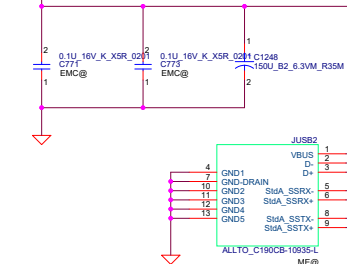 1
2 2
0.1U_16V_K_X5R_0201 0.1U_16V_K_X5R_0201 C1248
C771 C773 150U_B2_6.3VM_R35M
EMC@ EMC@
1 1 2
JUSB2
VBUS 1
D- 2
4 GND1 D+ 3
7 GND-DRAIN
10 GND2 StdA_SSRX- 5
11 GND3 StdA_SSRX+ 6
12 GND4
13 GND5 StdA_SSTX- 8
StdA_SSTX+ 9
ALLTO_C190CB-10935-L
ME@